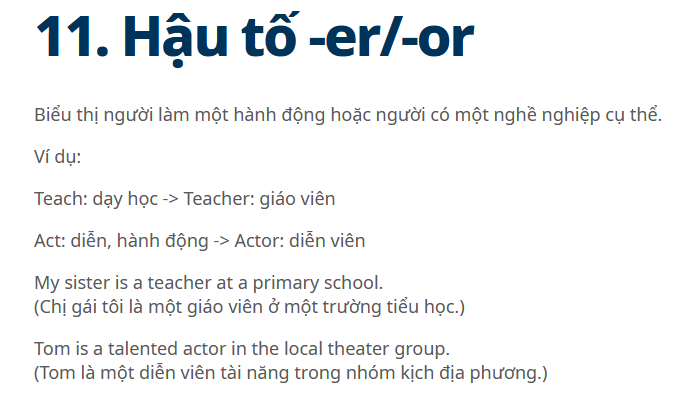 11. Hậu tố -er/-or
Biểu thị người làm một hành động hoặc người có một nghề nghiệp cụ thể.
Ví dụ:
Teach: dạy học -> Teacher: giáo viên
Act: diễn, hành động -> Actor: diễn viên
My sister is a teacher at a primary school.
(Chị gái tôi là một giáo viên ở một trường tiểu học.)
Tom is a talented actor in the local theater group.
(Tom là một diễn viên tài năng trong nhóm kịch địa phương.)